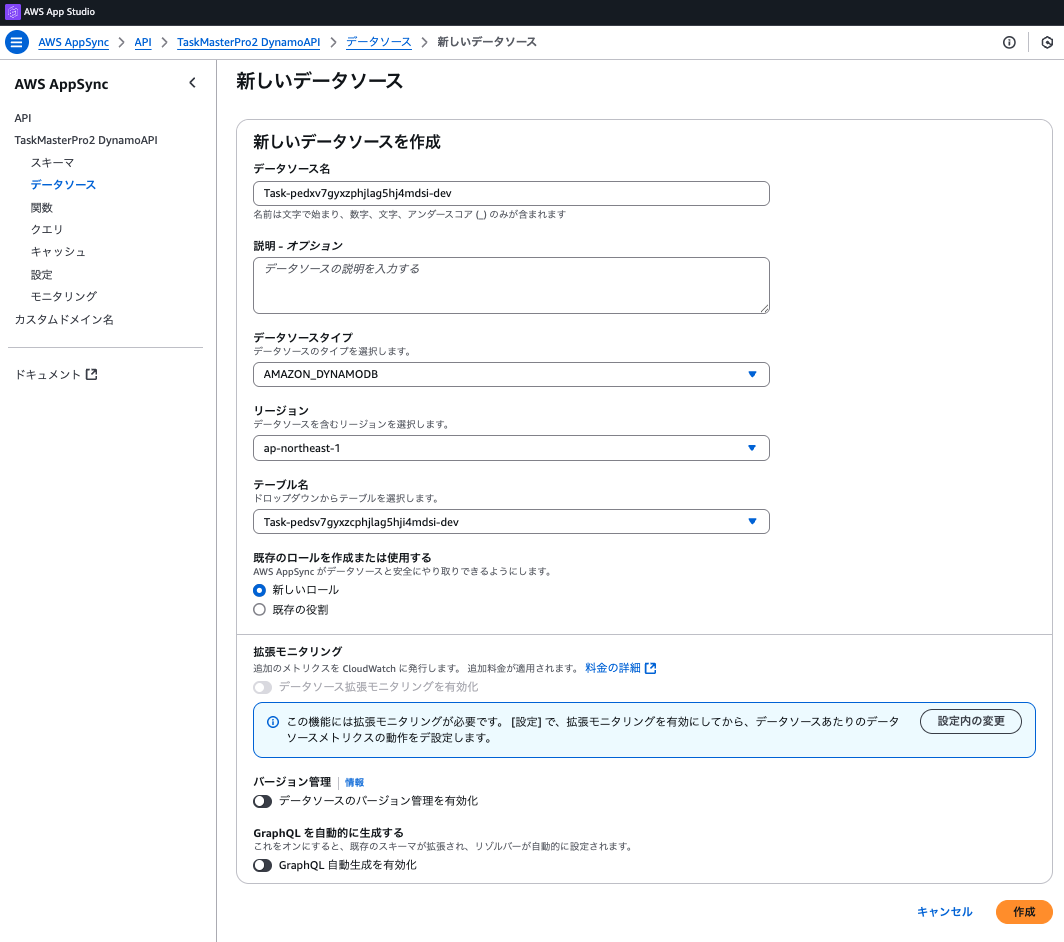 AWS App Studio
AWS AppSync
API
TaskMasterPro2 DynamoAPI
データソース
新しいデータソース
AWS AppSync
API
TaskMasterPro2 DynamoAPI
スキーマ
データソース
関数
クエリ
キャッシュ
設定
モニタリング
カスタムドメイン名
ドキュメント
新しいデータソース
新しいデータソースを作成
データソース名
Task-pedxv7gyxzphjlag5hj4mdsi-dev
名前は文字で始まり、数字、文字、アンダースコア (_) のみが含まれます
説明 - オプション
データソースの説明を入力する
データソースタイプ
データソースのタイプを選択します。
AMAZON_DYNAMODB
リージョン
データソースを含むリージョンを選択します。
ap-northeast-1
テーブル名
ドロップダウンからテーブルを選択します。
Task-pedsv7gyxzcphjlag5hji4mdsi-dev
既存のロールを作成または使用する
AWS AppSync がデータソースと安全にやり取りできるようにします。
新しいロール
既存の役割
拡張モニタリング
追加のメトリクスを CloudWatch に発行します。 追加料金が適用されます。 料金の詳細
データソース拡張モニタリングを有効化
この機能には拡張モニタリングが必要です。 [設定] で、拡張モニタリングを有効にしてから、データソースあたりのデータ
ソースメトリクスの動作をデ設定します。
設定内の変更
バージョン管理 情報
データソースのバージョン管理を有効化
GraphQL を自動的に生成する
これをオンにすると、既存のスキーマが拡張され、リゾルバーが自動的に設定されます。
GraphQL 自動生成を有効化
キャンセル
作成